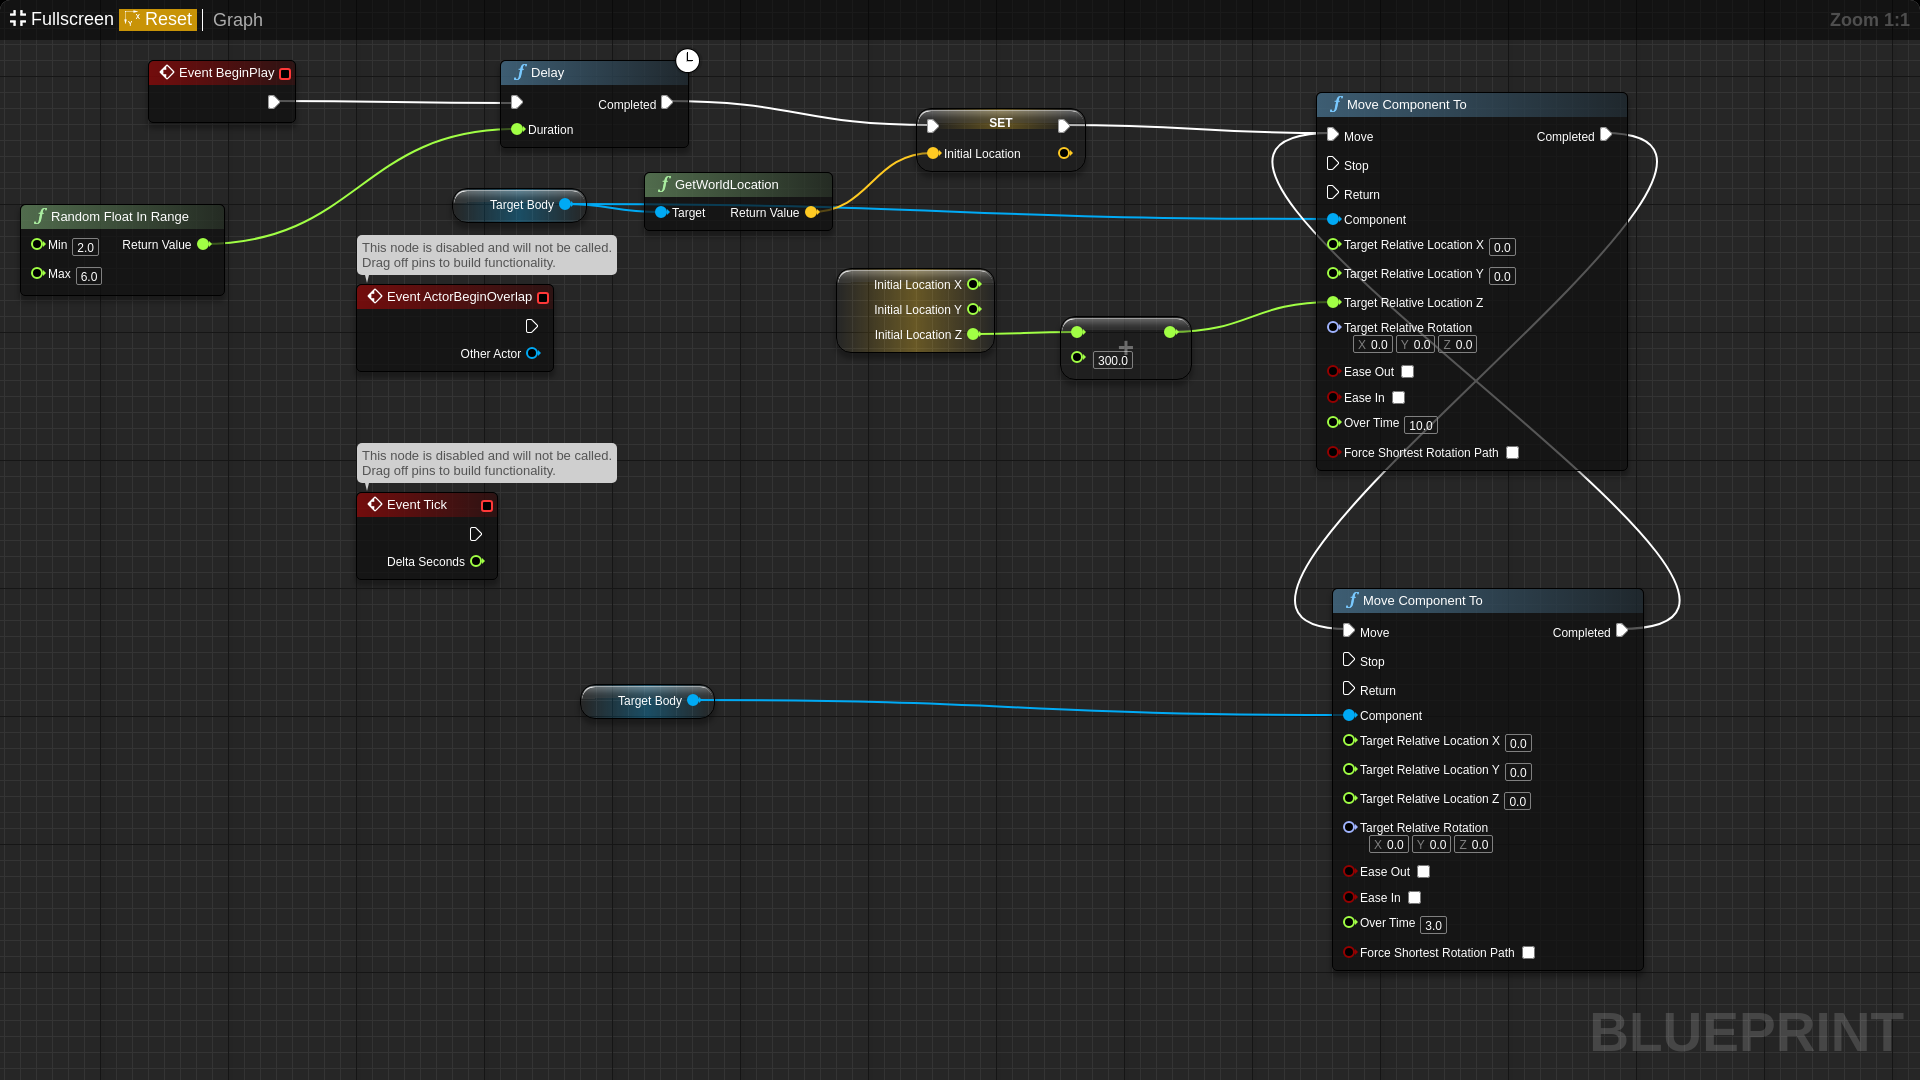 Fullscreen Reset Graph
Zoom 1:1
Event BeginPlay
Delay
Completed
Duration
SET
Initial Location
Random Float In Range
Min 2.0 Return Value
Max 6.0
Target Body
GetWorldLocation
Target Return Value
This node is disabled and will not be called.
Drag off pins to build functionality.
Event ActorBeginOverlap
Other Actor
Initial Location X
Initial Location Y
Initial Location Z
+
300.0
Move Component To
Move Completed
Stop
Return
Component
Target Relative Location X 0.0
Target Relative Location Y 0.0
Target Relative Location Z
Target Relative Rotation
X 0.0 Y 0.0 Z 0.0
Ease Out
Ease In
Over Time 10.0
Force Shortest Rotation Path
This node is disabled and will not be called.
Drag off pins to build functionality.
Event Tick
Delta Seconds
Target Body
Move Component To
Move Completed
Stop
Return
Component
Target Relative Location X 0.0
Target Relative Location Y 0.0
Target Relative Location Z 0.0
Target Relative Rotation
X 0.0 Y 0.0 Z 0.0
Ease Out
Ease In
Over Time 3.0
Force Shortest Rotation Path
BLUEPRINT